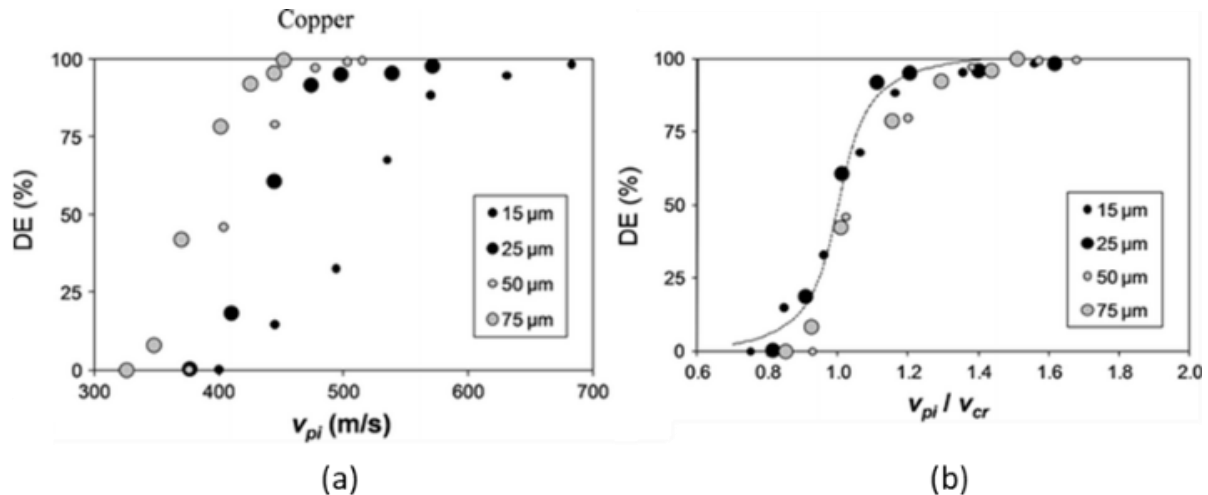 Copper
100
75
50
25
0
DE (%)
15 µm
25 µm
50 µm
75 µm
300 400 500 600 700
v_pi (m/s)
(a)
100
75
50
25
0
DE (%)
15 µm
25 µm
50 µm
75 µm
0.6 0.8 1.0 1.2 1.4 1.6 1.8 2.0
v_pi / v_cr
(b)